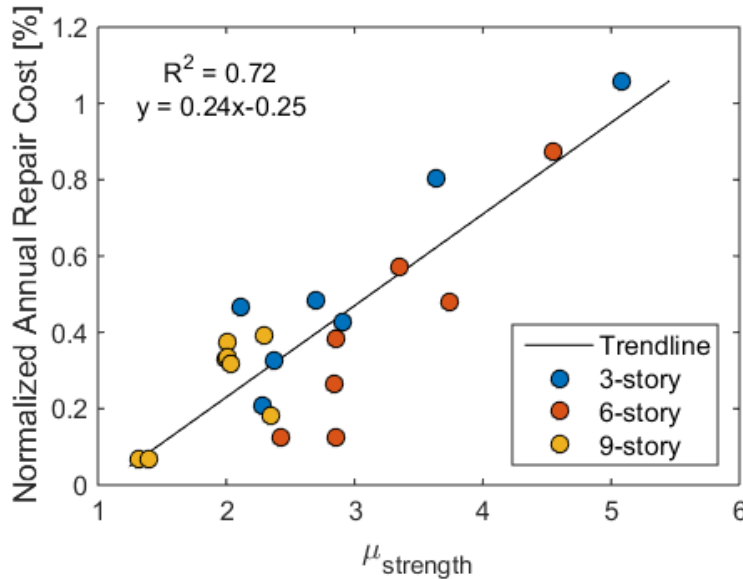 Normalized Annual Repair Cost [%]
1.2
1
0.8
0.6
0.4
0.2
0
R² = 0.72
y = 0.24x-0.25
Trendline
3-story
6-story
9-story
1 2 3 4 5 6
μstrength